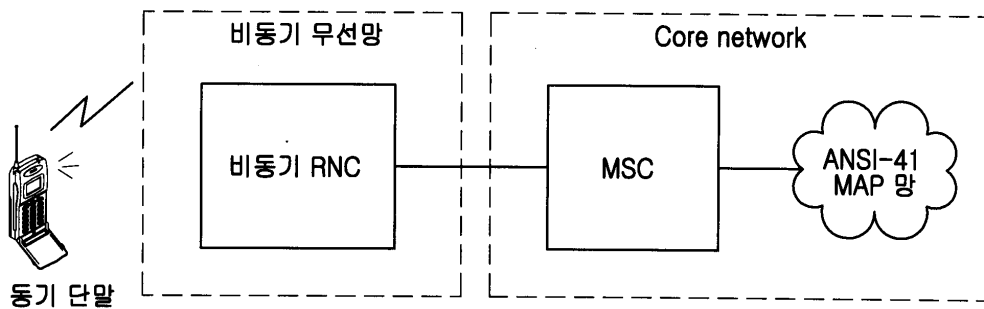 비동기 무선망
Core network
비동기 RNC
MSC
ANSI-41
MAP 망
동기 단말